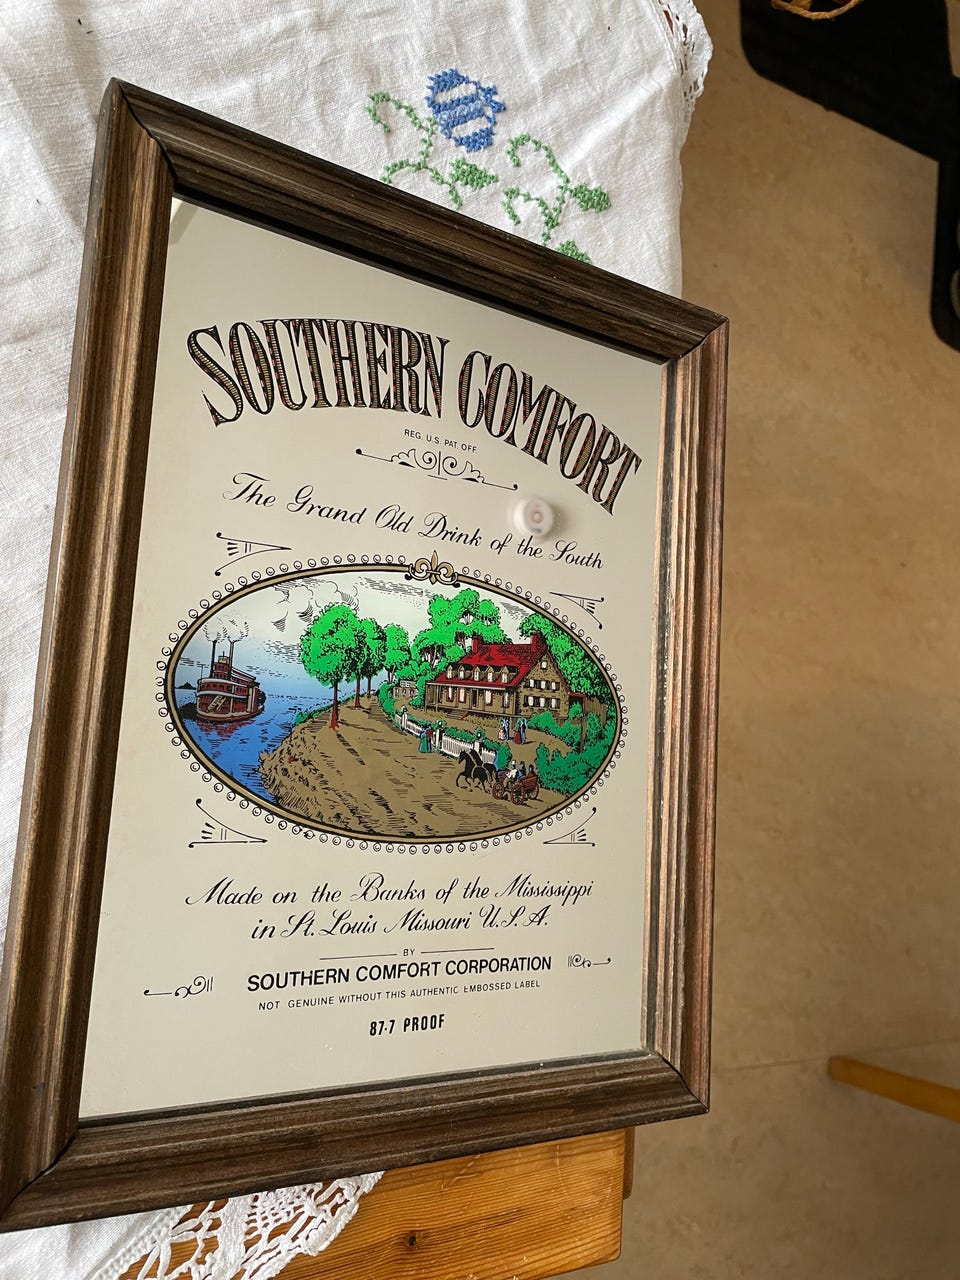 SOUTHERN COMFORT
REG. U.S. PAT. OFF.
The Grand Old Drink of the South
Made on the Banks of the Mississippi
in St. Louis Missouri U.S.A.
BY
SOUTHERN COMFORT CORPORATION
NOT GENUINE WITHOUT THIS AUTHENTIC EMBOSSED LABEL
87·7 PROOF